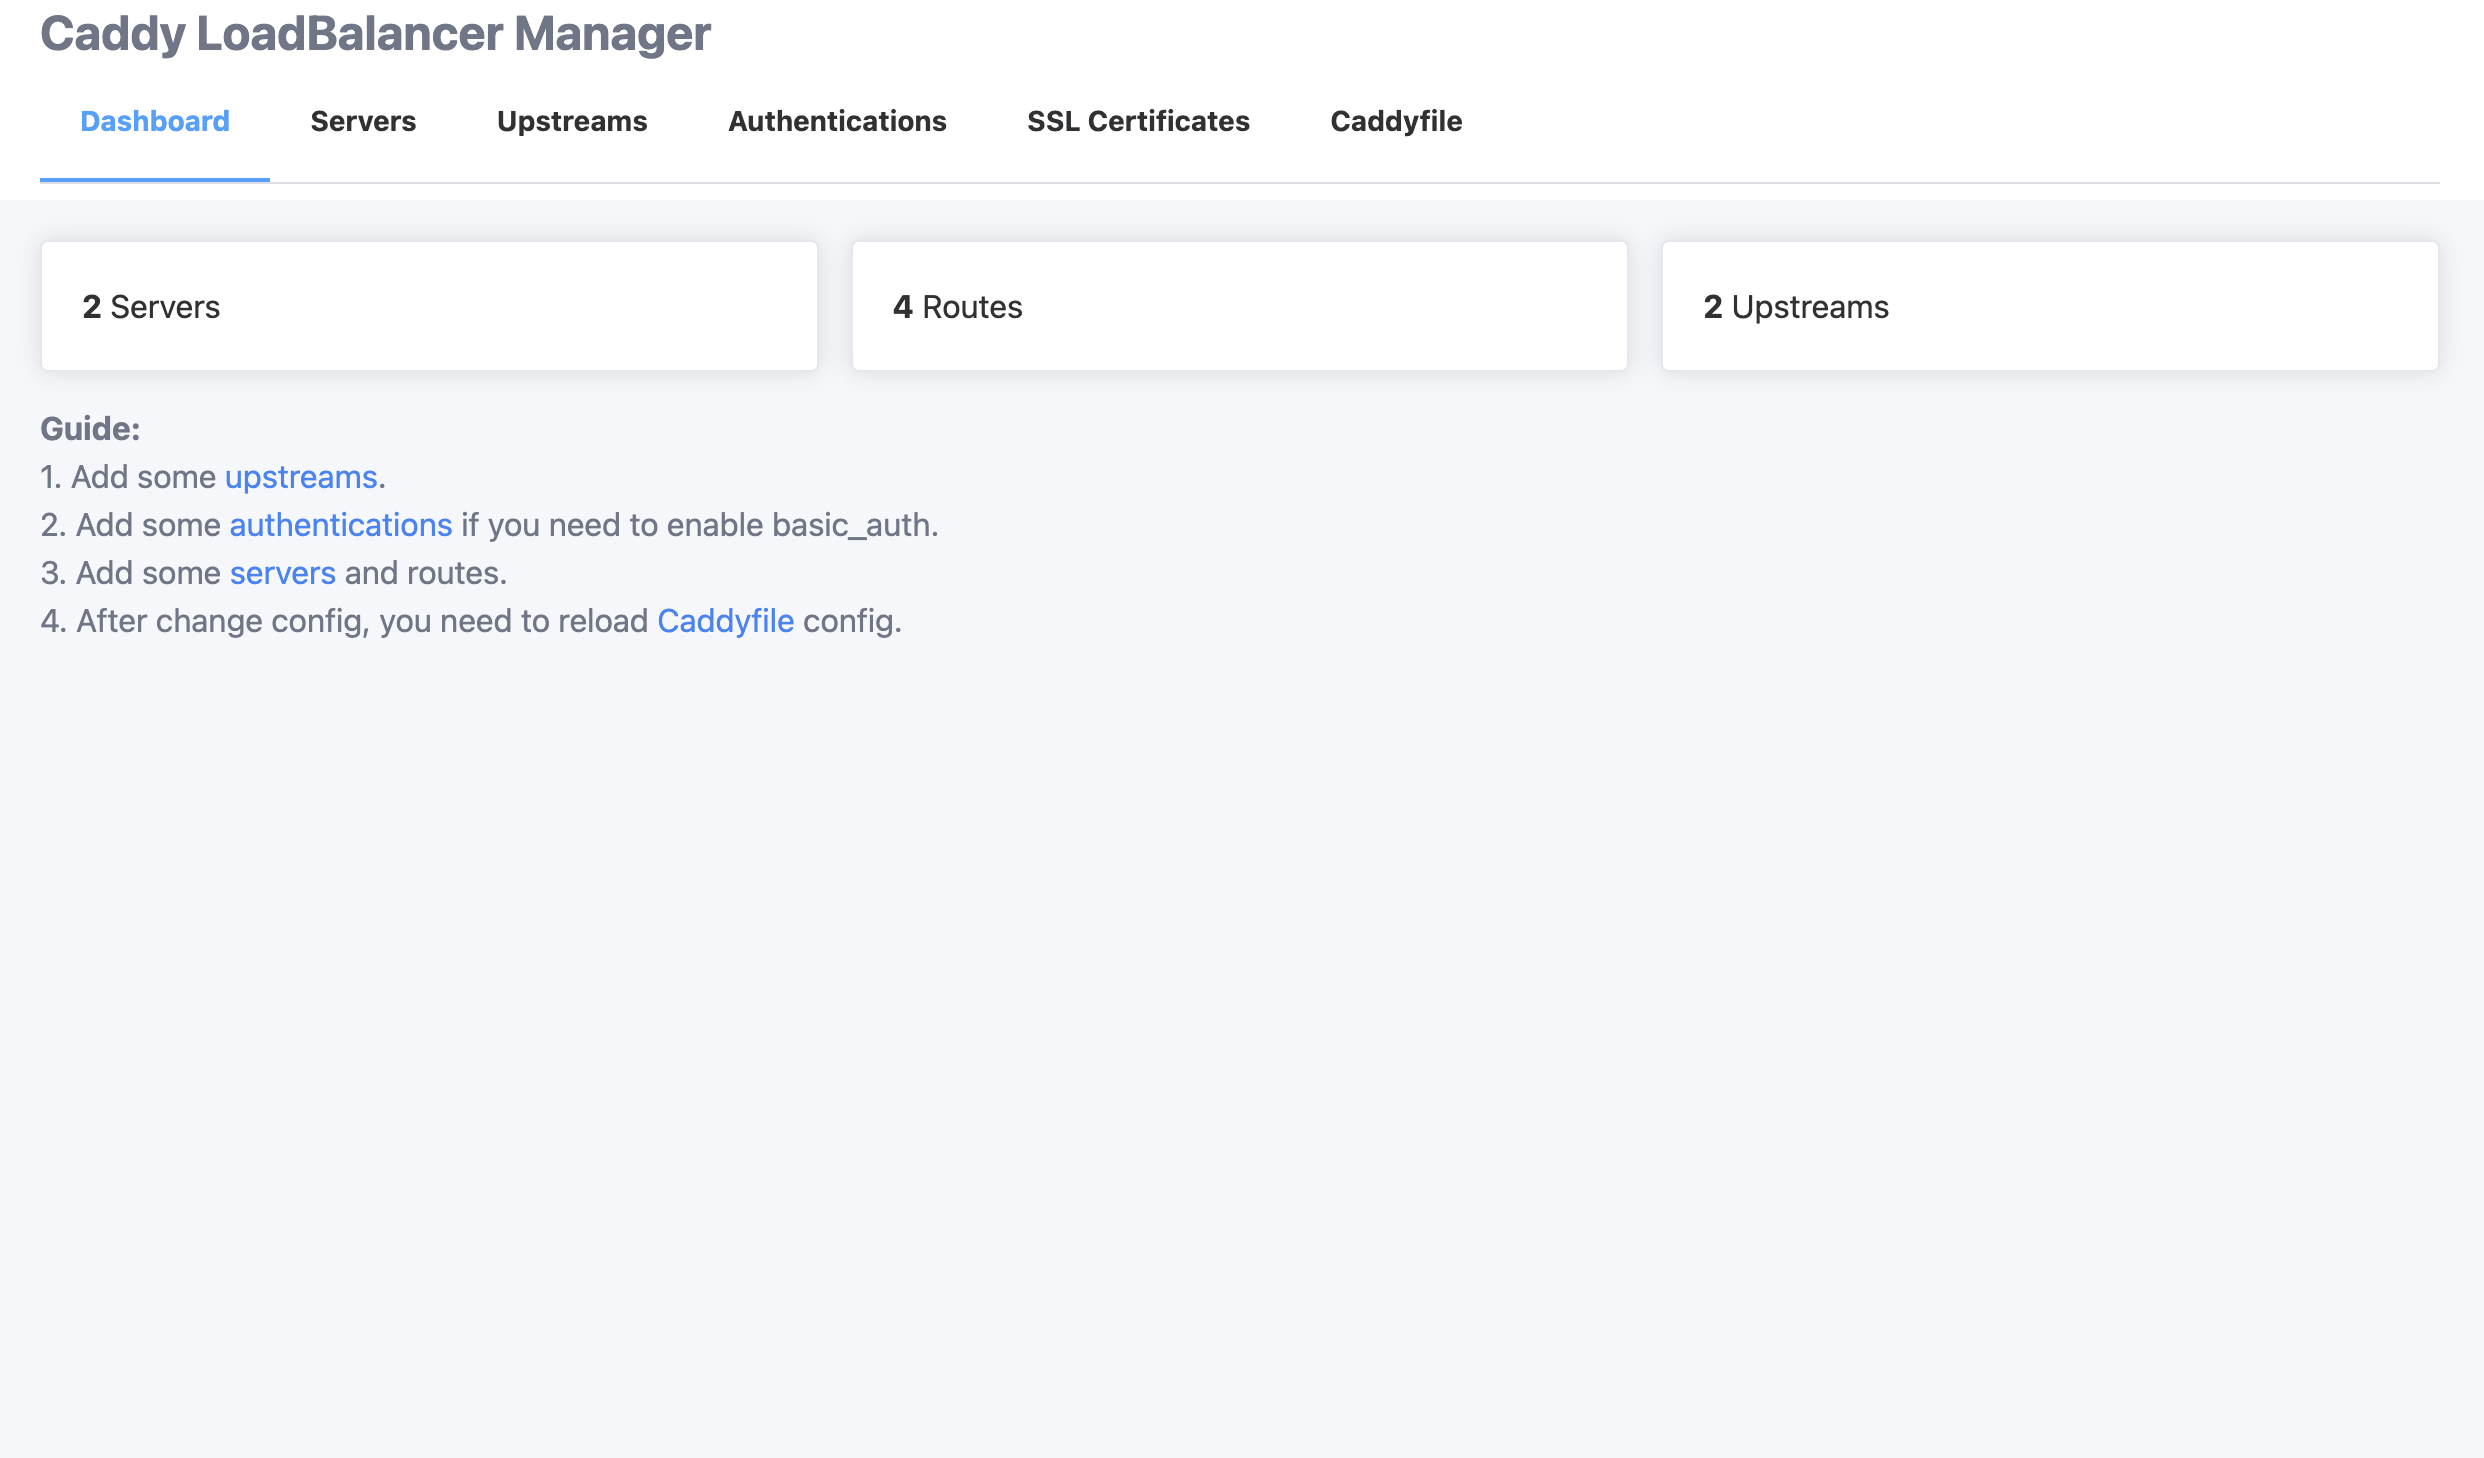 Caddy LoadBalancer Manager
Dashboard Servers Upstreams Authentications SSL Certificates Caddyfile
2 Servers
4 Routes
2 Upstreams
Guide:
1. Add some upstreams.
2. Add some authentications if you need to enable basic_auth.
3. Add some servers and routes.
4. After change config, you need to reload Caddyfile config.